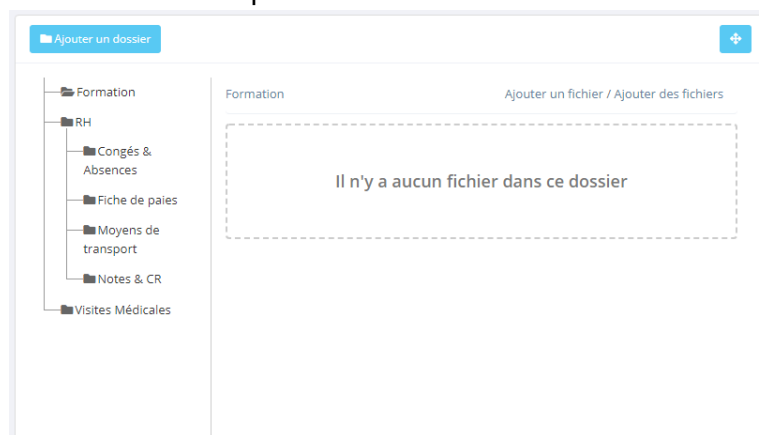 Ajouter un dossier
Formation
RH
Congés &
Absences
Fiche de paies
Moyens de
transport
Notes & CR
Visites Médicales
Formation
Ajouter un fichier / Ajouter des fichiers
Il n'y a aucun fichier dans ce dossier